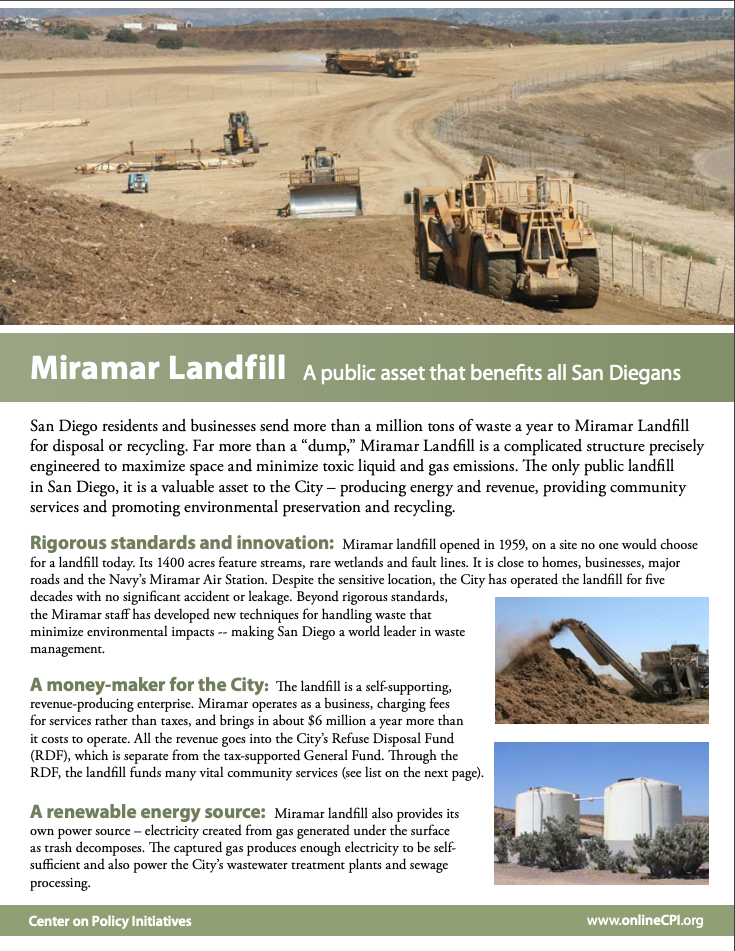 Miramar Landfill A public asset that benefits all San Diegans
San Diego residents and businesses send more than a million tons of waste a year to Miramar Landfill
for disposal or recycling. Far more than a “dump,” Miramar Landfill is a complicated structure precisely
engineered to maximize space and minimize toxic liquid and gas emissions. The only public landfill
in San Diego, it is a valuable asset to the City – producing energy and revenue, providing community
services and promoting environmental preservation and recycling.
Rigorous standards and innovation: Miramar landfill opened in 1959, on a site no one would choose
for a landfill today. Its 1400 acres feature streams, rare wetlands and fault lines. It is close to homes, businesses, major
roads and the Navy’s Miramar Air Station. Despite the sensitive location, the City has operated the landfill for five
decades with no significant accident or leakage. Beyond rigorous standards,
the Miramar staff has developed new techniques for handling waste that
minimize environmental impacts -- making San Diego a world leader in waste
management.
A money-maker for the City: The landfill is a self-supporting,
revenue-producing enterprise. Miramar operates as a business, charging fees
for services rather than taxes, and brings in about $6 million a year more than
it costs to operate. All the revenue goes into the City’s Refuse Disposal Fund
(RDF), which is separate from the tax-supported General Fund. Through the
RDF, the landfill funds many vital community services (see list on the next page).
A renewable energy source: Miramar landfill also provides its
own power source – electricity created from gas generated under the surface
as trash decomposes. The captured gas produces enough electricity to be self-
sufficient and also power the City’s wastewater treatment plants and sewage
processing.
Center on Policy Initiatives
www.onlineCPI.org